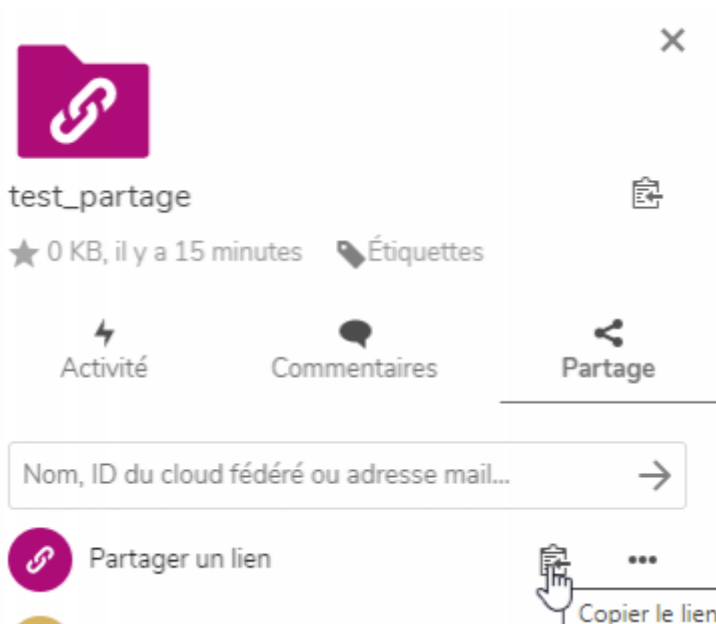 test_partage
0 KB, il y a 15 minutes Étiquettes
Activité Commentaires Partage
Nom, ID du cloud fédéré ou adresse mail...
Partager un lien
Copier le lien